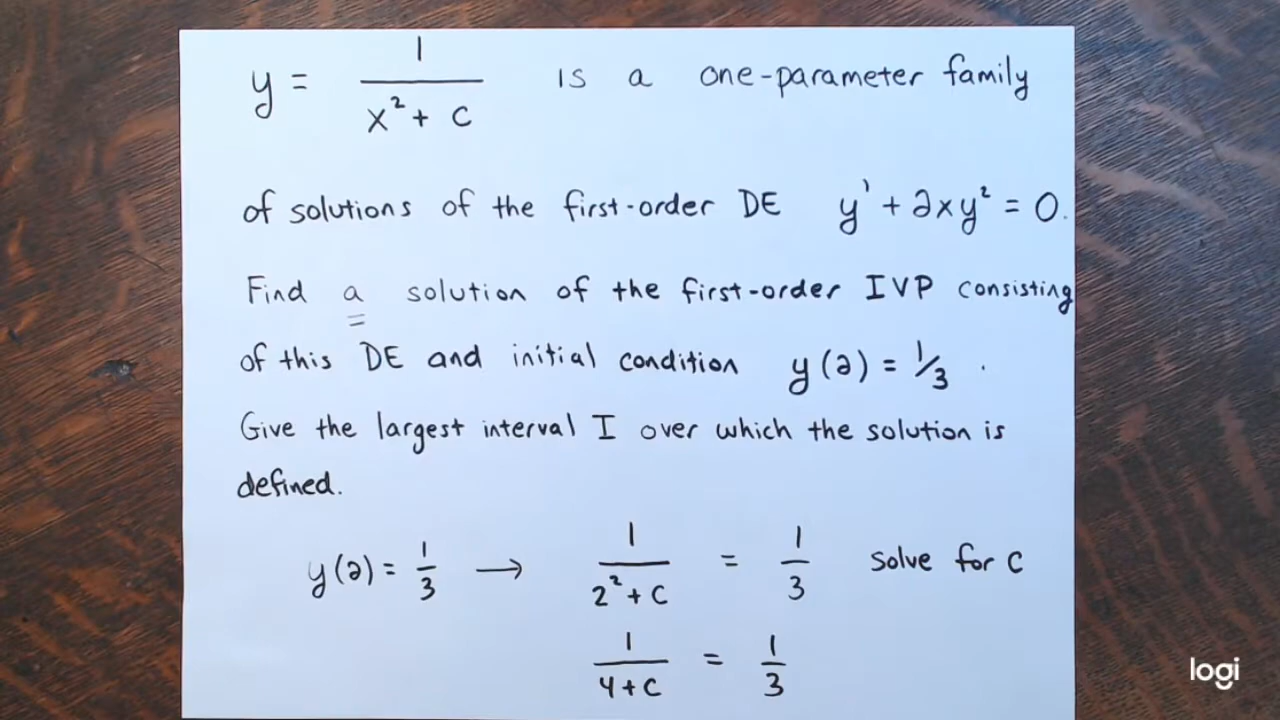 y = 1/(x² + c) is a one-parameter family
of solutions of the first-order DE y' + 2xy² = 0.
Find a solution of the first-order IVP consisting
of this DE and initial condition y(2) = 1/3 .
Give the largest interval I over which the solution is
defined.
y(2) = 1/3 → 1/(2² + c) = 1/3 solve for c
1/(4+c) = 1/3
logi